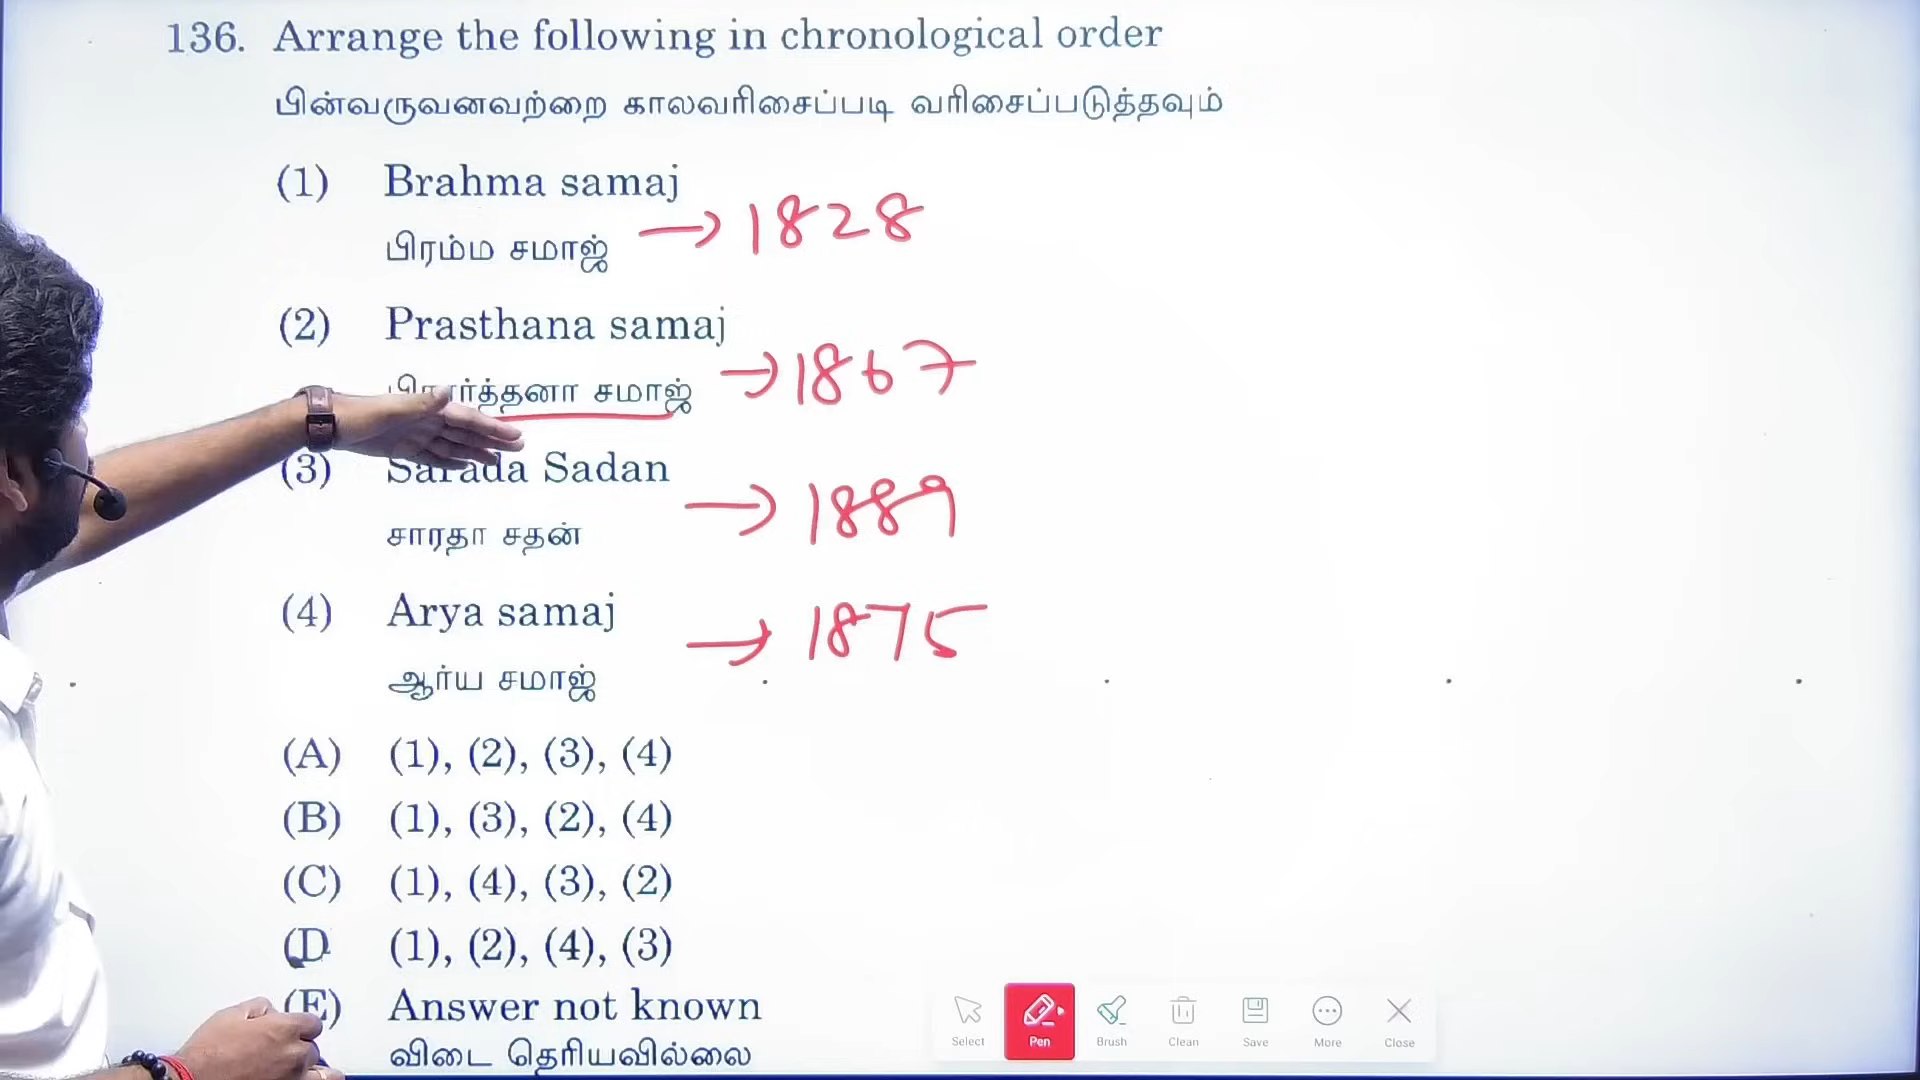 136. Arrange the following in chronological order
பின்வருவனவற்றை காலவரிசைப்படி வரிசைப்படுத்தவும்
(1) Brahma samaj
பிரம்ம சமாஜ் → 1828
(2) Prasthana samaj
பிரார்த்தனா சமாஜ் → 1867
(3) Sarada Sadan
சாரதா சதன் → 1889
(4) Arya samaj
ஆர்ய சமாஜ் → 1875
(A) (1), (2), (3), (4)
(B) (1), (3), (2), (4)
(C) (1), (4), (3), (2)
(D (1), (2), (4), (3)
(E) Answer not known
விடை தெரியவில்லை
Select Pen Brush Clean Save More Close